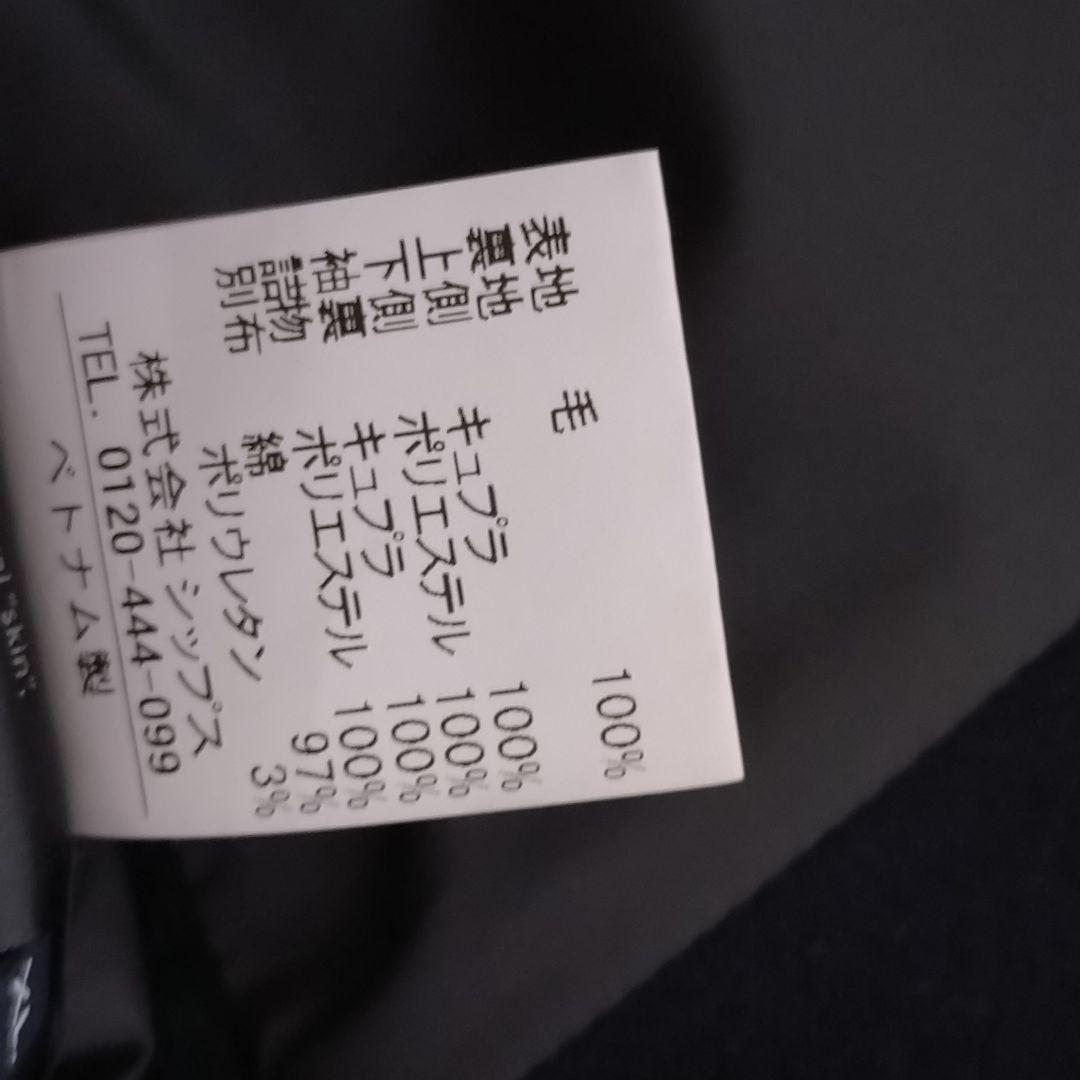 表地 毛 100%
裏地
上側 キュプラ 100%
下側 ポリエステル 100%
袖裏 キュプラ 100%
詰物 ポリエステル 100%
別布 綿 97%
ポリウレタン 3%
株式会社シップス
TEL. 0120-444-099
ベトナム製
"skin".